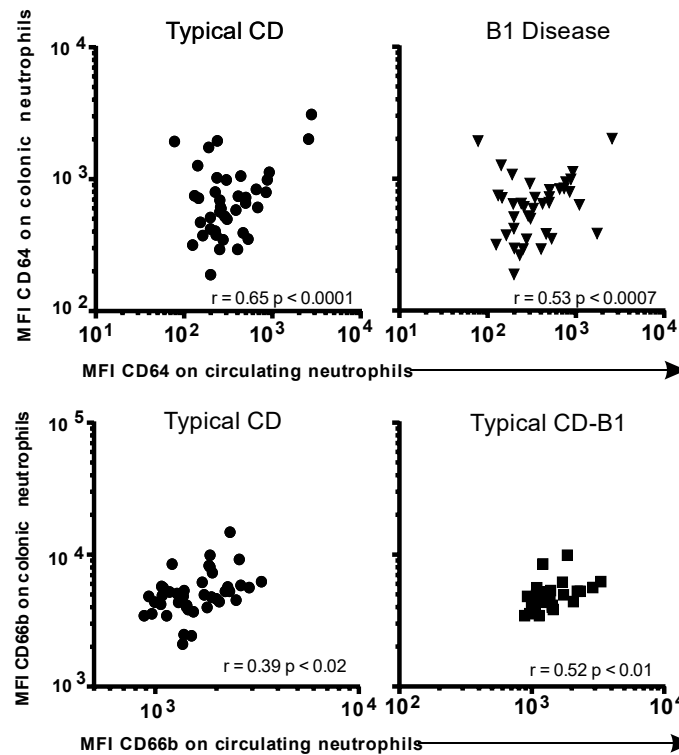 Typical CD
B1 Disease
MFI CD64 on colonic neutrophils
10^4
10^3
10^2
r = 0.65 p < 0.0001
r = 0.53 p < 0.0007
10^1 10^2 10^3 10^4
10^1 10^2 10^3 10^4
MFI CD64 on circulating neutrophils
Typical CD
Typical CD-B1
MFI CD66b on colonic neutrophils
10^5
10^4
10^3
r = 0.39 p < 0.02
r = 0.52 p < 0.01
10^3 10^4
10^2 10^3 10^4
MFI CD66b on circulating neutrophils